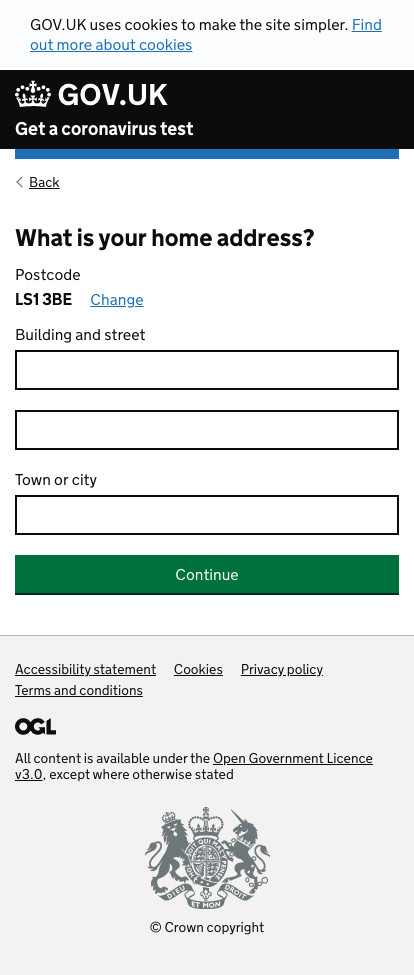 GOV.UK uses cookies to make the site simpler. Find
out more about cookies
GOV.UK
Get a coronavirus test
Back
What is your home address?
Postcode
LS1 3BE Change
Building and street
Town or city
Continue
Accessibility statement Cookies Privacy policy
Terms and conditions
OGL
All content is available under the Open Government Licence
v3.0, except where otherwise stated
DIEU ET MON DROIT
© Crown copyright